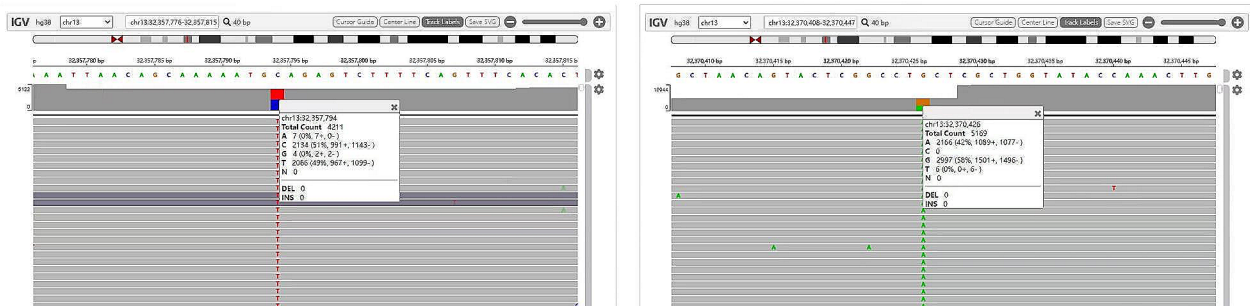 IGV hg38 chr13 chr13:32,357,776-32,357,815 40 bp Cursor Guide Center Line Track Labels Save SVG
32,357,780 bp 32,357,785 bp 32,357,790 bp 32,357,795 bp 32,357,800 bp 32,357,805 bp 32,357,810 bp 32,357,815 bp
A A A T T A A C A G C A A A A A T G C A G A G T C T T T T C A G T T T C A C A C T
5122
0
chr13:32,357,794
Total Count 4211
A 7 (0%, 7+, 0- )
C 2134 (51%, 991+, 1143- )
G 4 (0%, 2+, 2- )
T 2066 (49%, 967+, 1099- )
N 0
DEL 0
INS 0
IGV hg38 chr13 chr13:32,370,408-32,370,447 40 bp Cursor Guide Center Line Track Labels Save SVG
32,370,410 bp 32,370,415 bp 32,370,420 bp 32,370,425 bp 32,370,430 bp 32,370,435 bp 32,370,440 bp 32,370,445 bp
G C T A A C A G T A C T C G G C C T G C T C G C T G G T A T A C C A A A C T T G
0
chr13:32,370,426
Total Count 5169
A 2166 (42%, 1089+, 1077- )
C 0
G 2997 (58%, 1501+, 1496- )
T 6 (0%, 0+, 6- )
N 0
DEL 0
INS 0